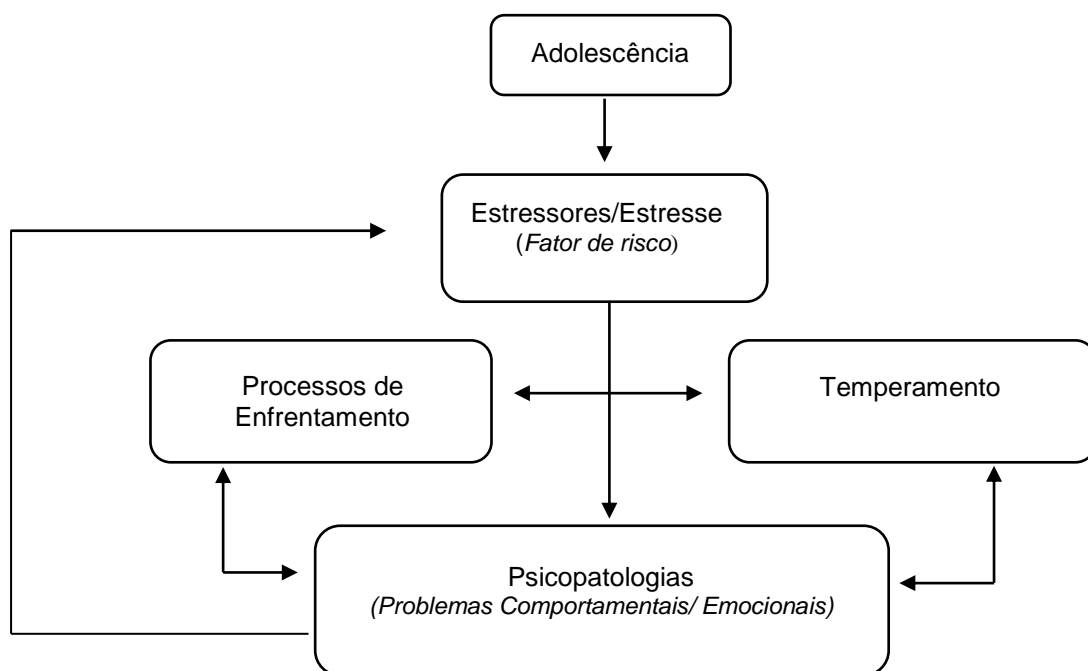 Adolescência
Estressores/Estresse
(Fator de risco)
Processos de
Enfrentamento
Temperamento
Psicopatologias
(Problemas Comportamentais/ Emocionais)